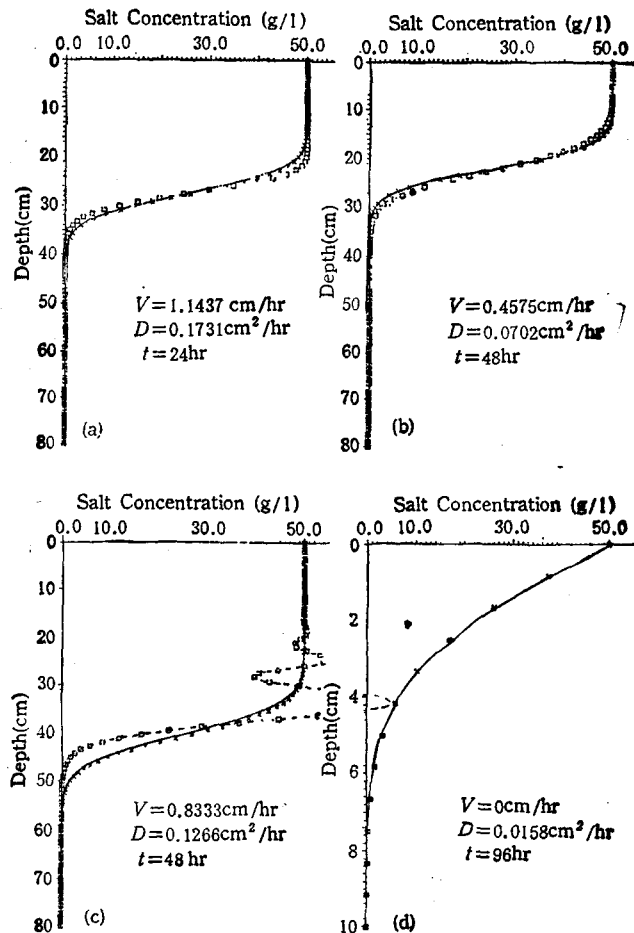 Salt Concentration (g/l)
0.0 10.0 30.0 50.0
0
10
20
30
40
50
60
70
80
Depth(cm)
V=1.1437 cm/hr
D=0.1731cm²/hr
t=24hr
(a)
Salt Concentration (g/l)
0.0 10.0 30.0 50.0
0
10
20
30
40
50
60
70
80
Depth(cm)
V=0.4575cm/hr
D=0.0702cm²/hr
t=48hr
(b)
Salt Concentration (g/l)
0.0 10.0 30.0 50.0
0
10
20
30
40
50
60
70
80
Depth(cm)
V=0.8333cm/hr
D=0.1266cm²/hr
t=48hr
(c)
Salt Concentration (g/l)
0.0 10.0 30.0 50.0
0
2
4
6
8
10
Depth(cm)
V=0cm/hr
D=0.0158cm²/hr
t=96hr
(d)